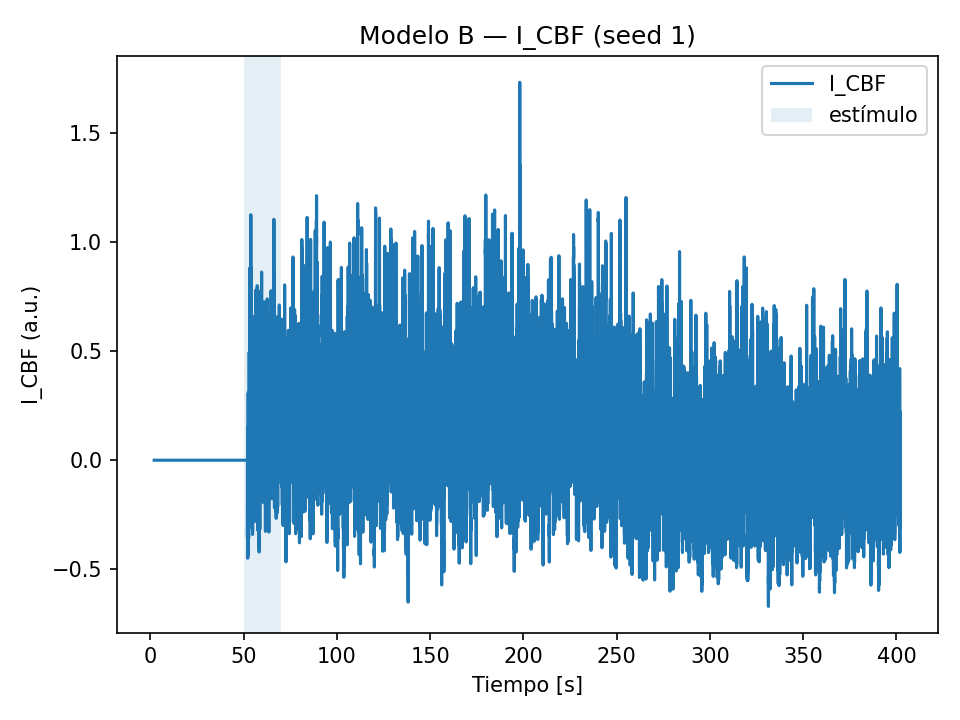 Modelo B — I_CBF (seed 1)
I_CBF
estímulo
I_CBF (a.u.)
1.5
1.0
0.5
0.0
−0.5
0 50 100 150 200 250 300 350 400
Tiempo [s]